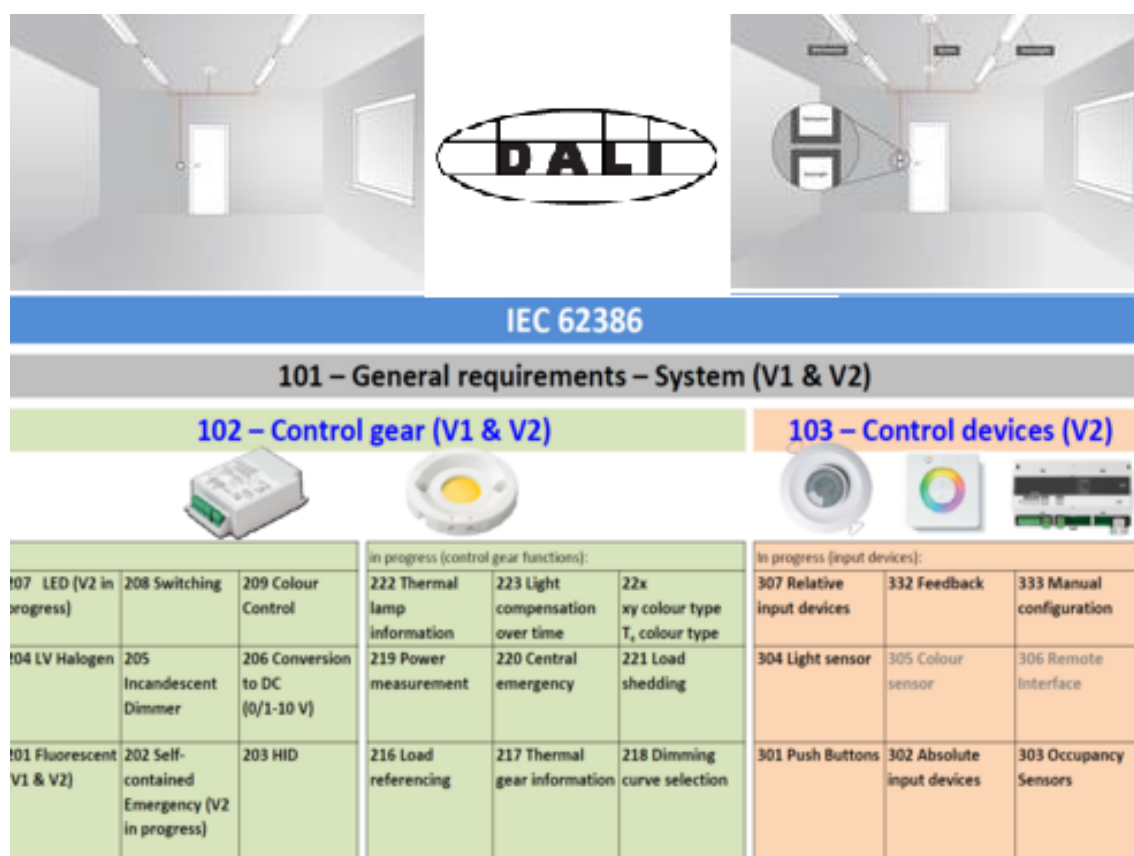 DALI
IEC 62386
101 – General requirements – System (V1 & V2)
102 – Control gear (V1 & V2)
103 – Control devices (V2)
in progress (control gear functions):
In progress (input devices):
207 LED (V2 in
progress)
208 Switching
209 Colour
Control
222 Thermal
lamp
information
223 Light
compensation
over time
22x
xy colour type
Tc colour type
307 Relative
input devices
332 Feedback
333 Manual
configuration
204 LV Halogen
205
Incandescent
Dimmer
206 Conversion
to DC
(0/1-10 V)
219 Power
measurement
220 Central
emergency
221 Load
shedding
304 Light sensor
305 Colour
sensor
306 Remote
Interface
201 Fluorescent
(V1 & V2)
202 Self-
contained
Emergency (V2
in progress)
203 HID
216 Load
referencing
217 Thermal
gear information
218 Dimming
curve selection
301 Push Buttons
302 Absolute
input devices
303 Occupancy
Sensors